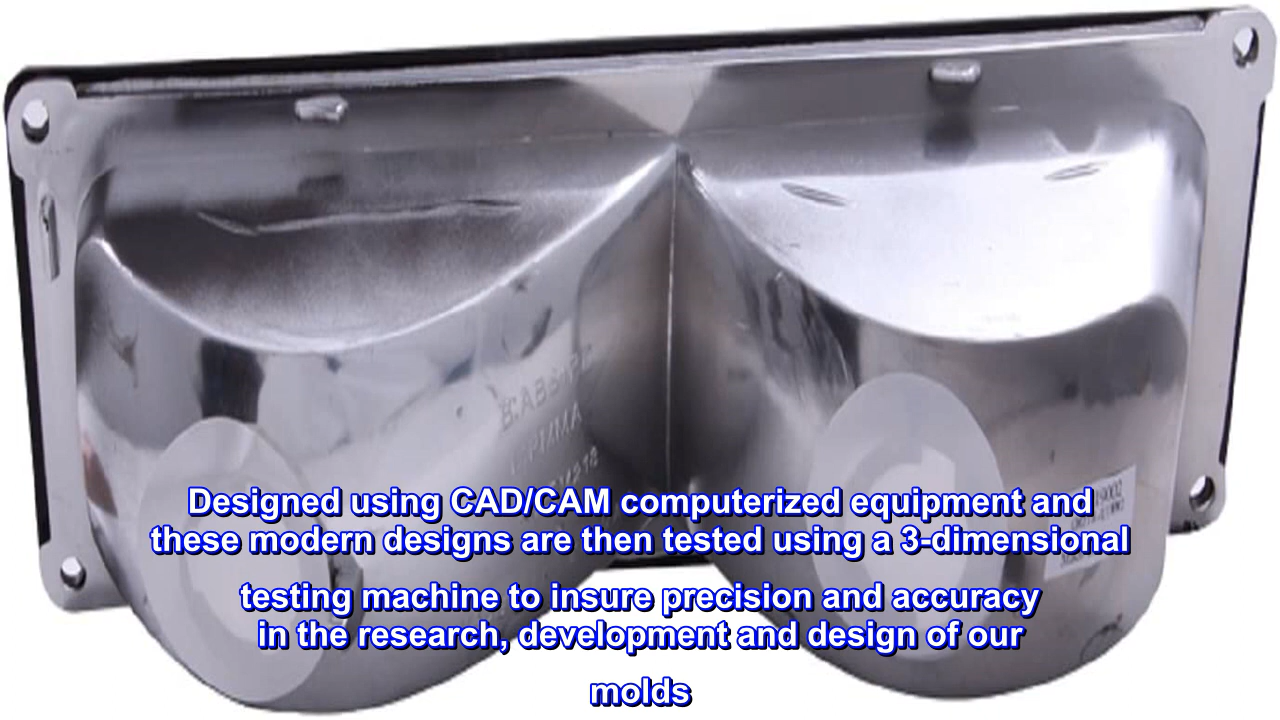 Designed using CAD/CAM computerized equipment and
these modern designs are then tested using a 3-dimensional
testing machine to insure precision and accuracy
in the research, development and design of our
molds